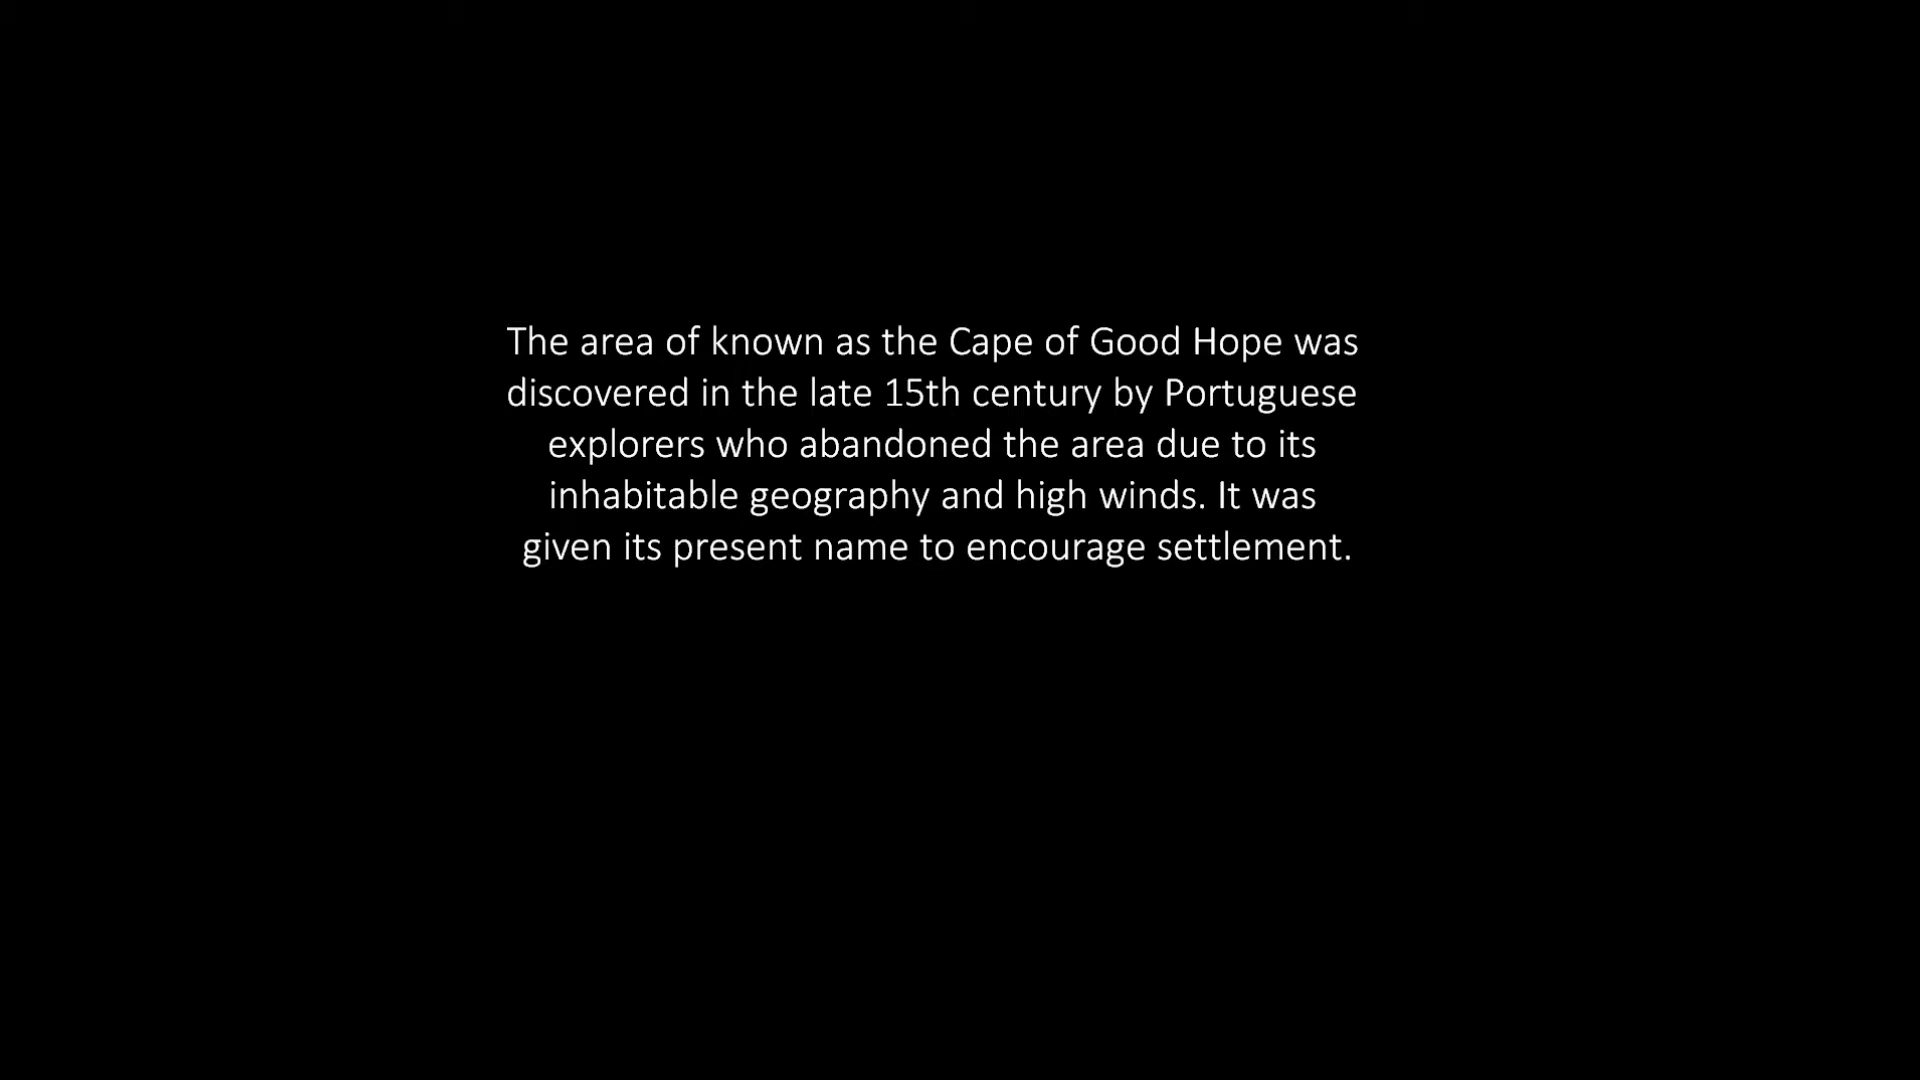 The area of known as the Cape of Good Hope was
discovered in the late 15th century by Portuguese
explorers who abandoned the area due to its
inhabitable geography and high winds. It was
given its present name to encourage settlement.